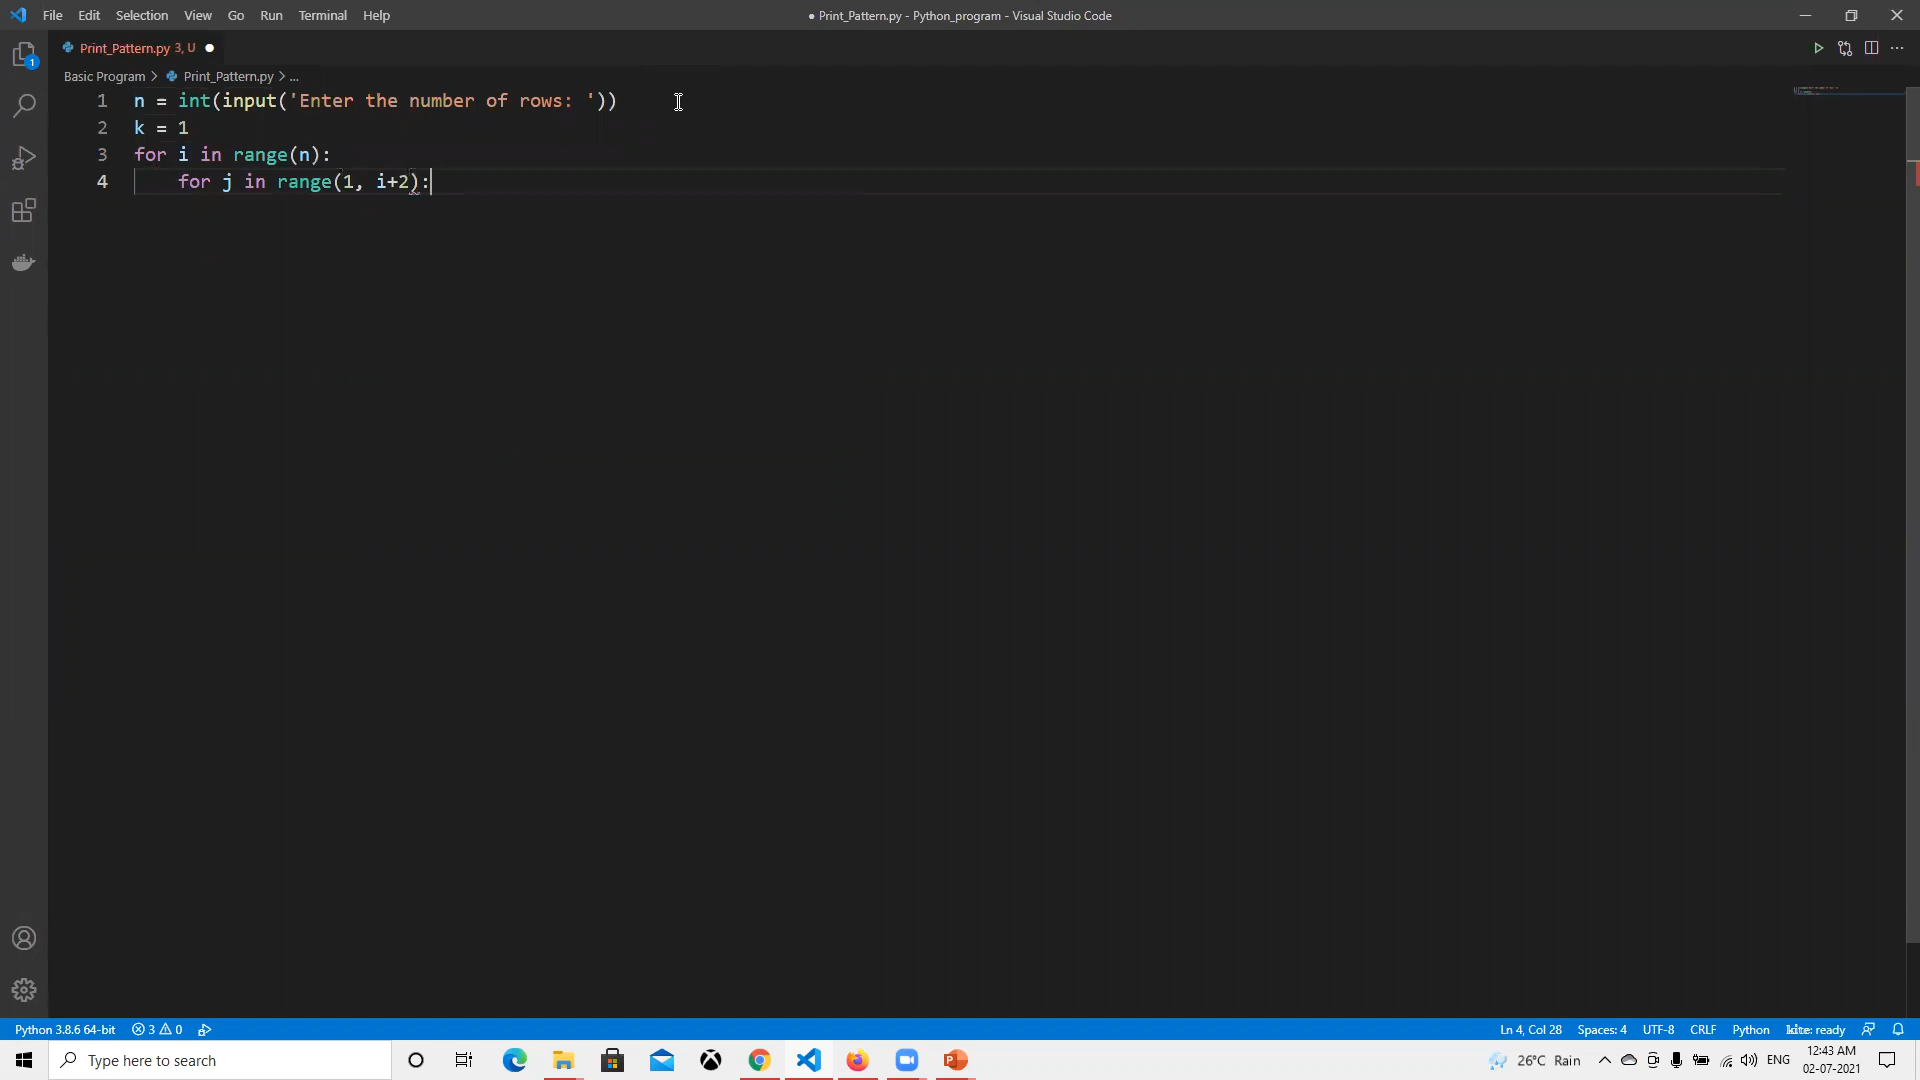 File Edit Selection View Go Run Terminal Help
● Print_Pattern.py - Python_program - Visual Studio Code
Print_Pattern.py 3, U ●
Basic Program > Print_Pattern.py > ...
1 n = int(input('Enter the number of rows: '))
2 k = 1
3 for i in range(n):
4     for j in range(1, i+2):
1
Python 3.8.6 64-bit 3 0
Ln 4, Col 28 Spaces: 4 UTF-8 CRLF Python kite: ready
Type here to search
26°C Rain
ENG
12:43 AM
02-07-2021